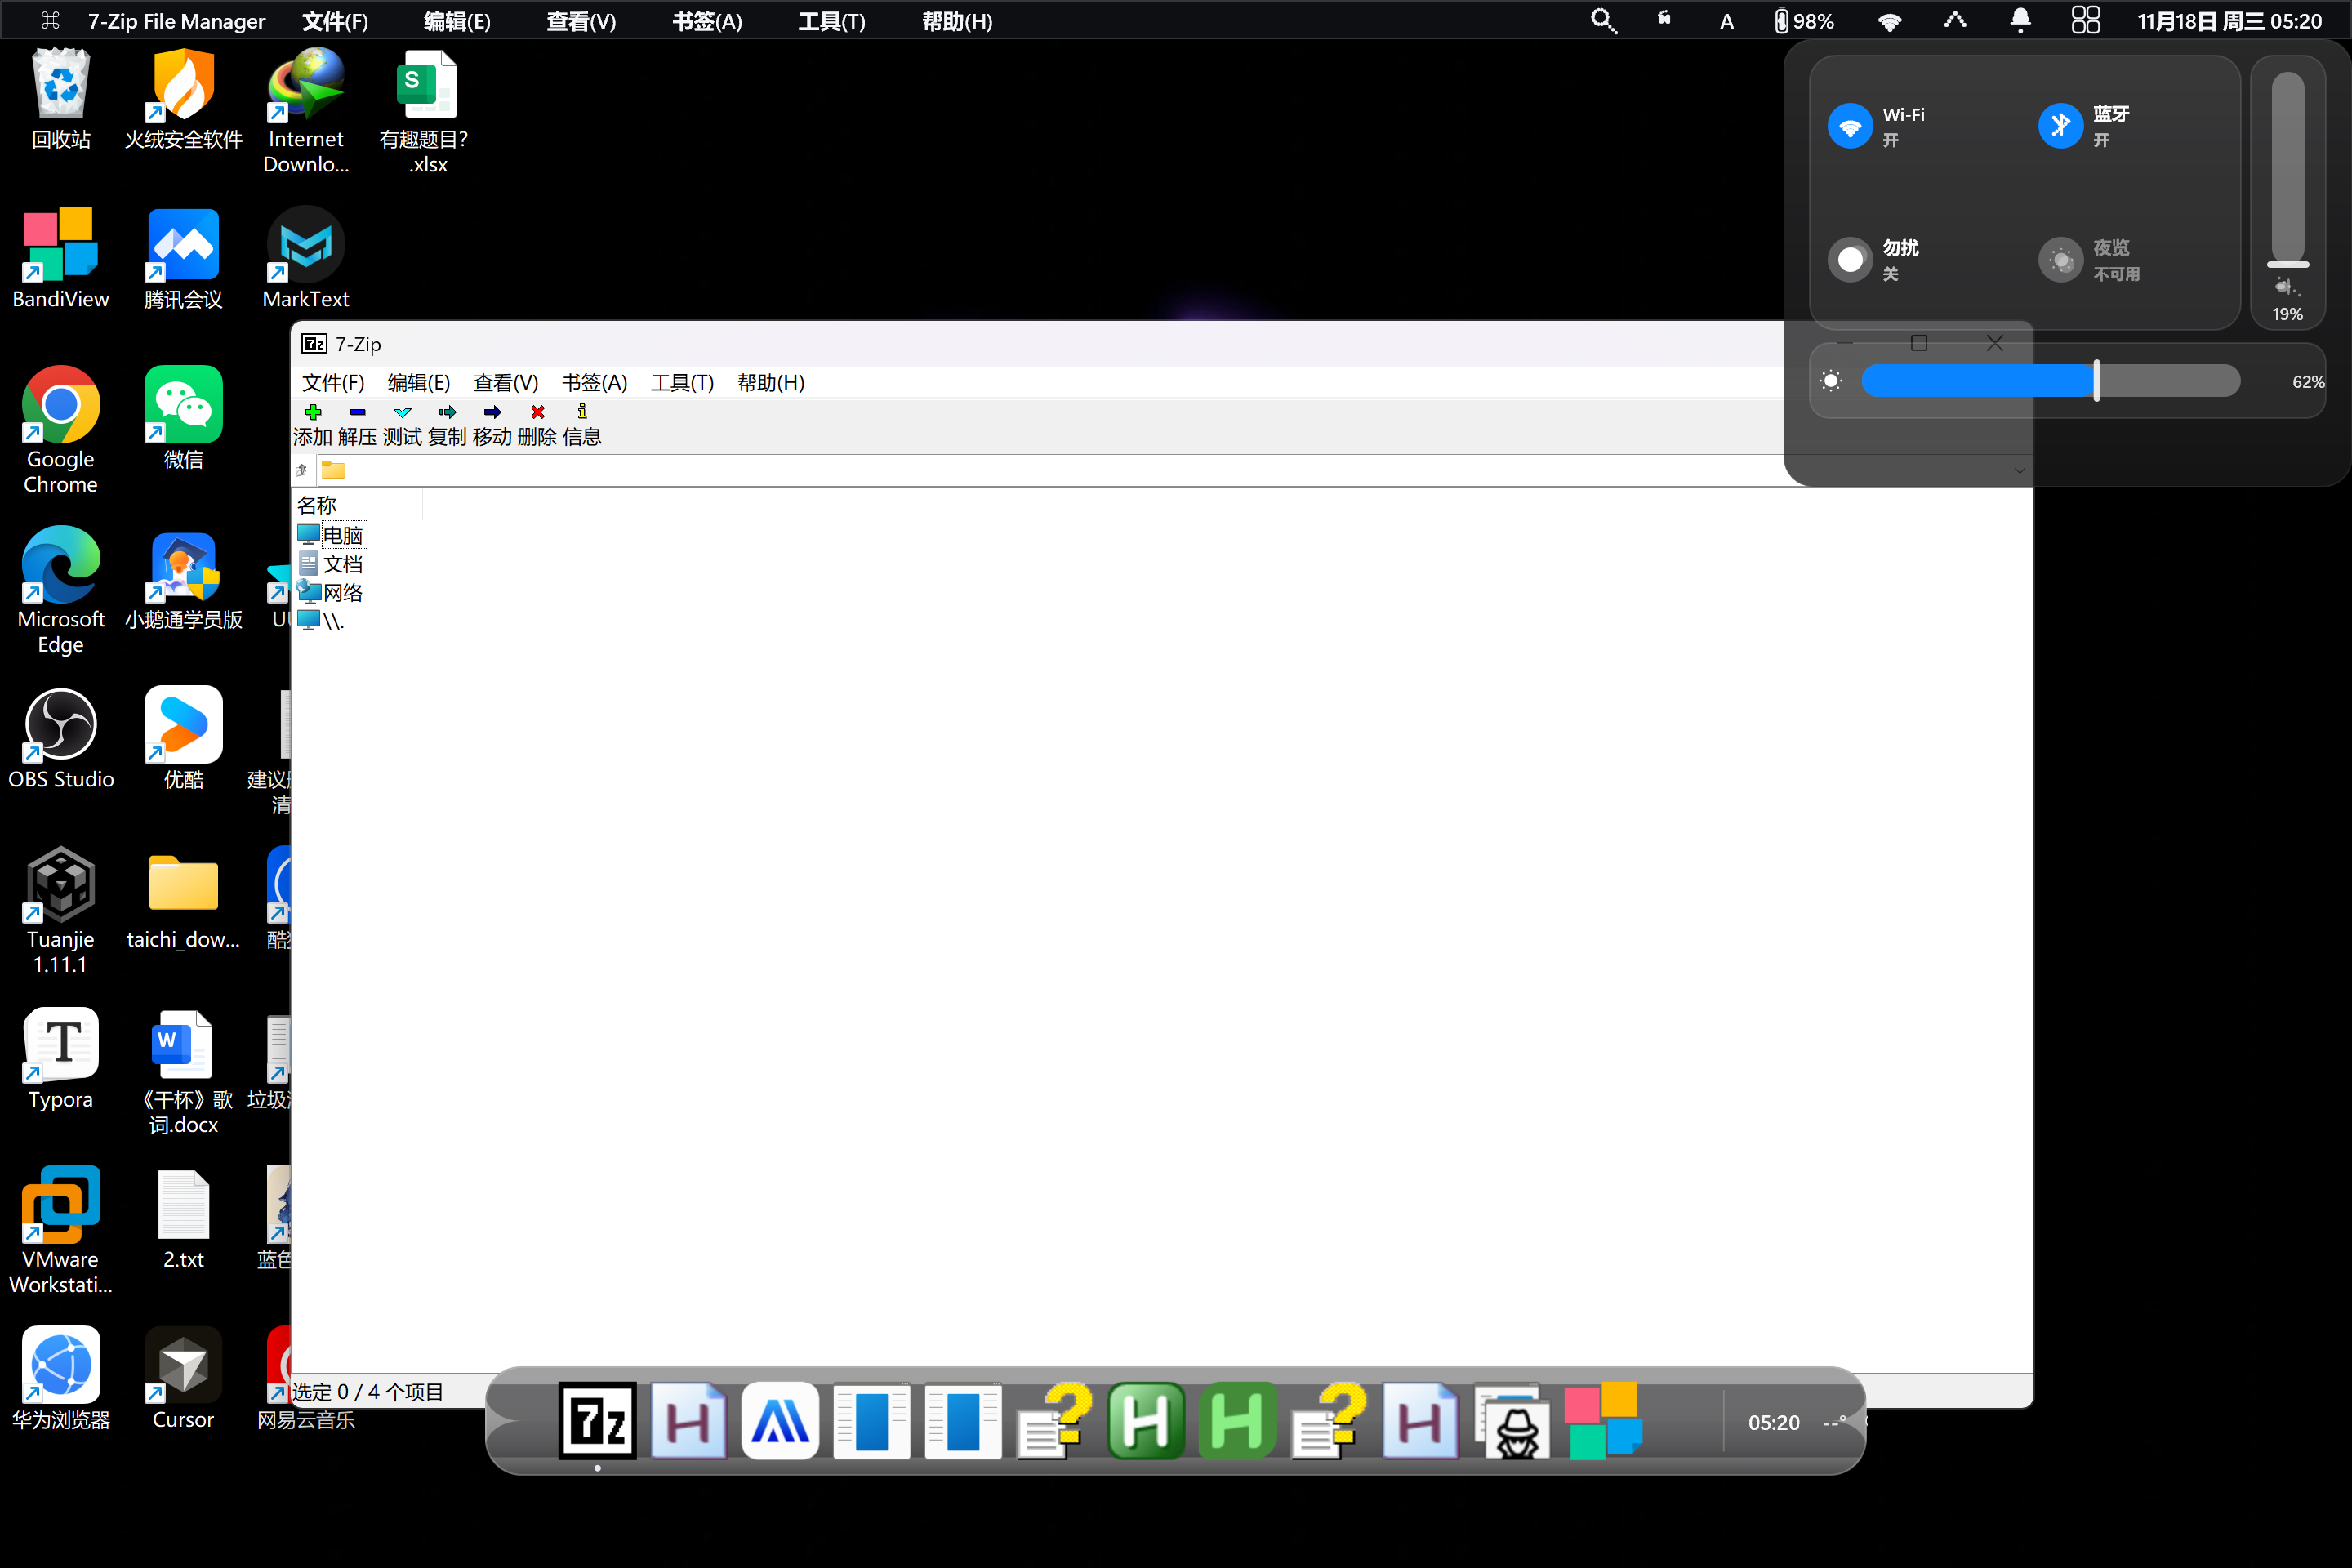 7-Zip File Manager 文件(F) 编辑(E) 查看(V) 书签(A) 工具(T) 帮助(H) A 98% 11月18日 周三 05:20
回收站
火绒安全软件
Internet
Downlo...
有趣题目?
.xlsx
BandiView
腾讯会议
MarkText
Google
Chrome
微信
Microsoft
Edge
小鹅通学员版
OBS Studio
优酷
建议
清
Tuanjie
1.11.1
taichi_dow...
酷
Typora
《干杯》歌
词.docx
垃圾
VMware
Workstati...
2.txt
蓝色
华为浏览器
Cursor
网易云音乐
7-Zip
文件(F) 编辑(E) 查看(V) 书签(A) 工具(T) 帮助(H)
添加 解压 测试 复制 移动 删除 信息
名称
电脑
文档
网络
\\.
选定 0 / 4 个项目
Wi-Fi
开
蓝牙
开
勿扰
关
夜览
不可用
19%
62%
05:20 --°